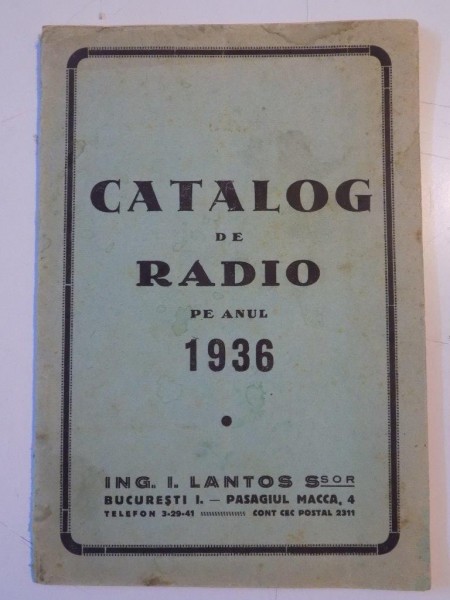 CATALOG
DE
RADIO
PE ANUL
1936
ING. I. LANTOS SSOR
BUCUREȘTI I. — PASAGIUL MACCA, 4
TELEFON 3-29-41 CONT CEC POSTAL 2311